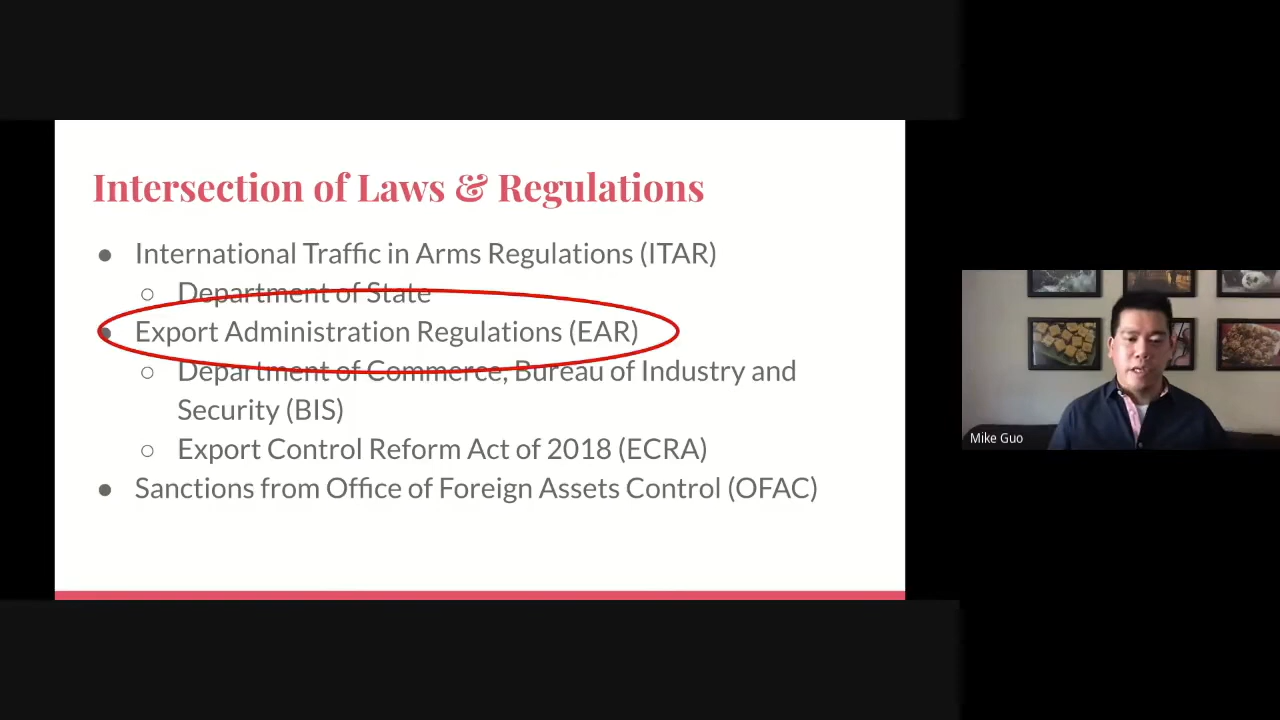 Intersection of Laws & Regulations
● International Traffic in Arms Regulations (ITAR)
○ Department of State
● Export Administration Regulations (EAR)
○ Department of Commerce, Bureau of Industry and
Security (BIS)
○ Export Control Reform Act of 2018 (ECRA)
● Sanctions from Office of Foreign Assets Control (OFAC)
Mike Guo